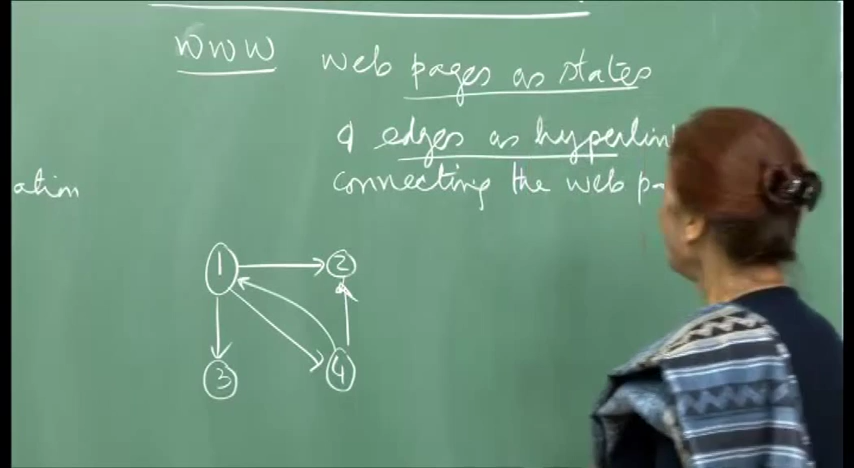 WWW web pages as states
& edges as hyperlin
connecting the web p
ation
1 2
3 4